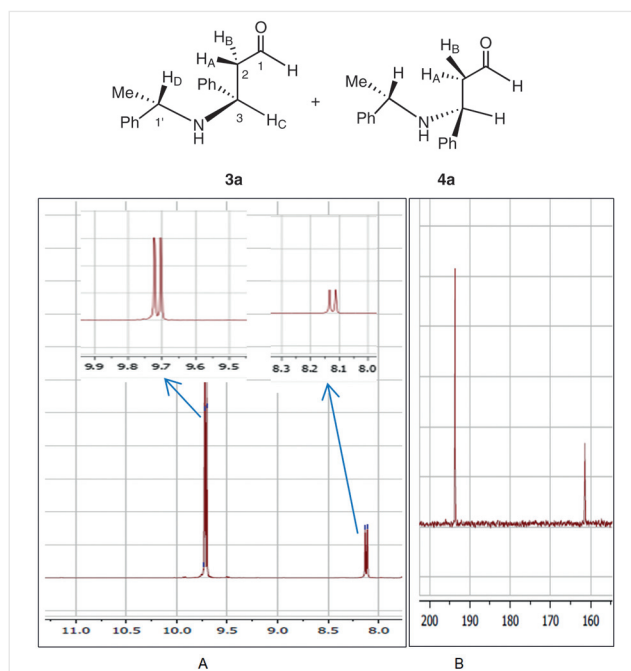 H_B
O
H_A
2
1
H
Ph
H_D
Me
3
H_C
Ph
1'
N
H
+
H_B
O
H_A
H
Me
H
Ph
N
H
H
Ph
3a
4a
9.9 9.8 9.7 9.6 9.5
8.3 8.2 8.1 8.0
11.0 10.5 10.0 9.5 9.0 8.5 8.0
200 190 180 170 160
A
B